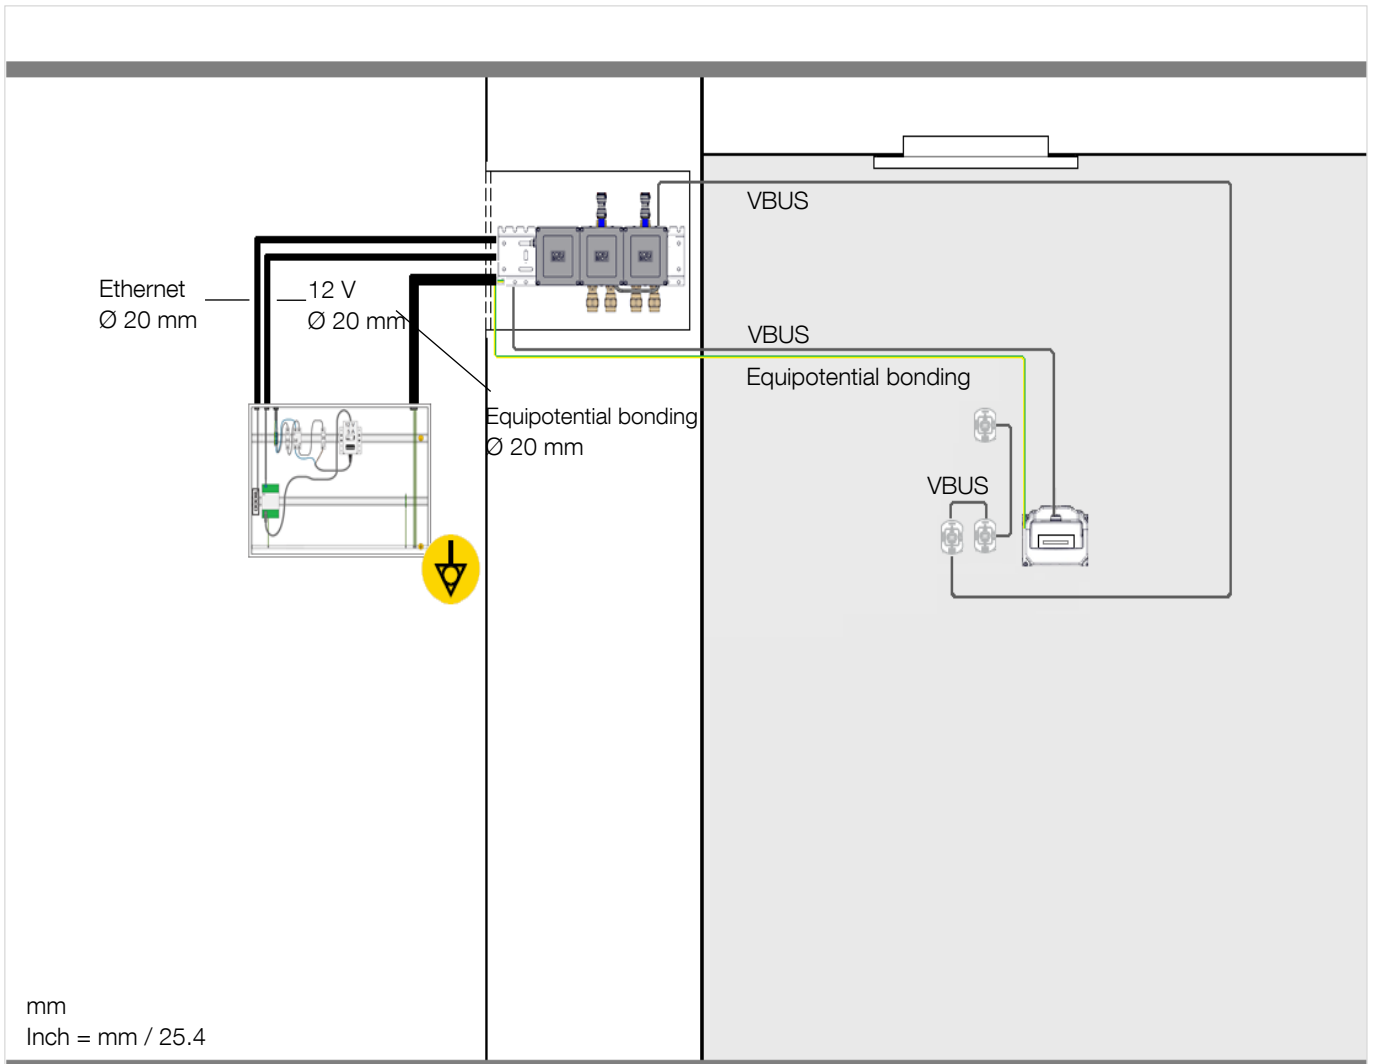 VBUS
Ethernet
Ø 20 mm
12 V
Ø 20 mm
VBUS
Equipotential bonding
Equipotential bonding
Ø 20 mm
VBUS
mm
Inch = mm / 25.4